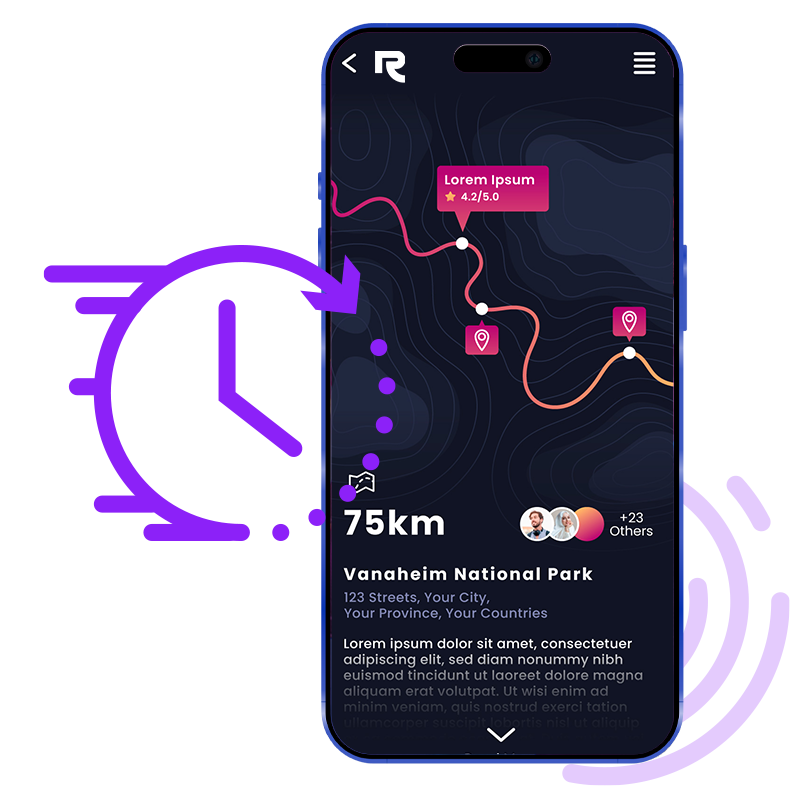 R
Lorem Ipsum
4.2/5.0
75km
+23
Others
Vanaheim National Park
123 Streets, Your City,
Your Province, Your Countries
Lorem ipsum dolor sit amet, consectetuer
adipiscing elit, sed diam nonummy nibh
euismod tincidunt ut laoreet dolore magna
aliquam erat volutpat. Ut wisi enim ad
minim veniam, quis nostrud exerci tation
ullamcorper suscipit lobortis nisl ut aliquip